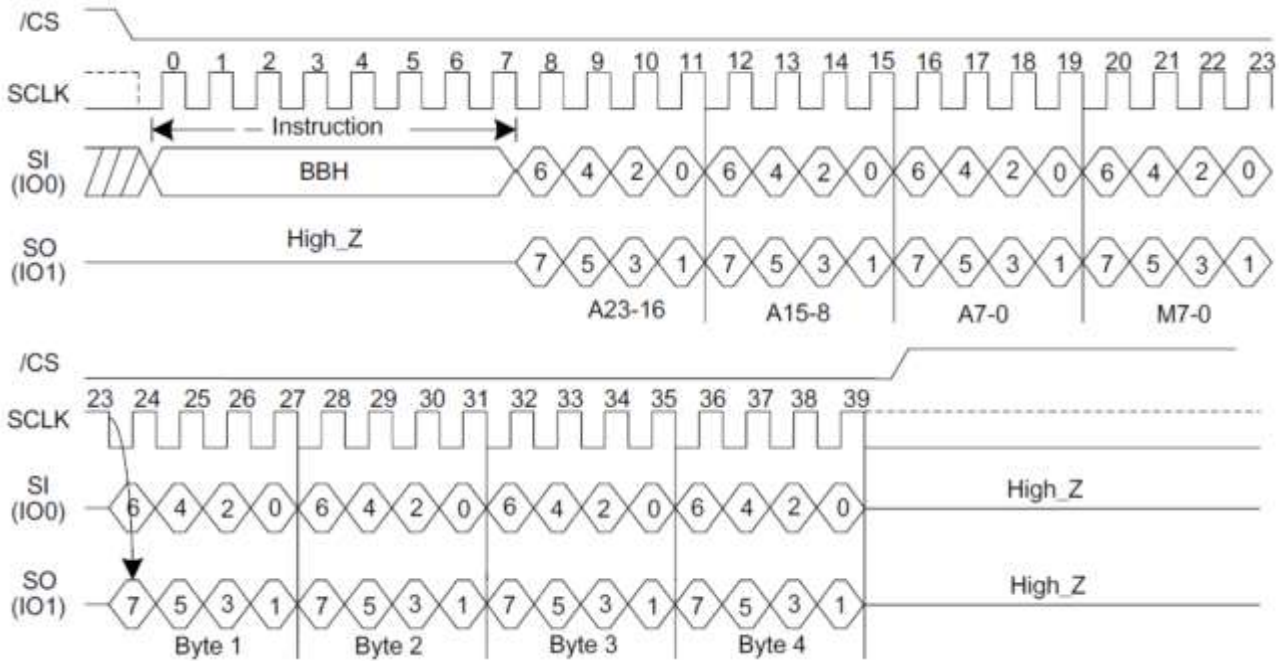 /CS
0 1 2 3 4 5 6 7 8 9 10 11 12 13 14 15 16 17 18 19 20 21 22 23
SCLK
Instruction
SI
(IO0)
BBH
6 4 2 0 6 4 2 0 6 4 2 0 6 4 2 0
High_Z
SO
(IO1)
7 5 3 1 7 5 3 1 7 5 3 1 7 5 3 1
A23-16 A15-8 A7-0 M7-0
/CS
23 24 25 26 27 28 29 30 31 32 33 34 35 36 37 38 39
SCLK
SI
(IO0)
6 4 2 0 6 4 2 0 6 4 2 0 6 4 2 0
High_Z
SO
(IO1)
7 5 3 1 7 5 3 1 7 5 3 1 7 5 3 1
High_Z
Byte 1 Byte 2 Byte 3 Byte 4